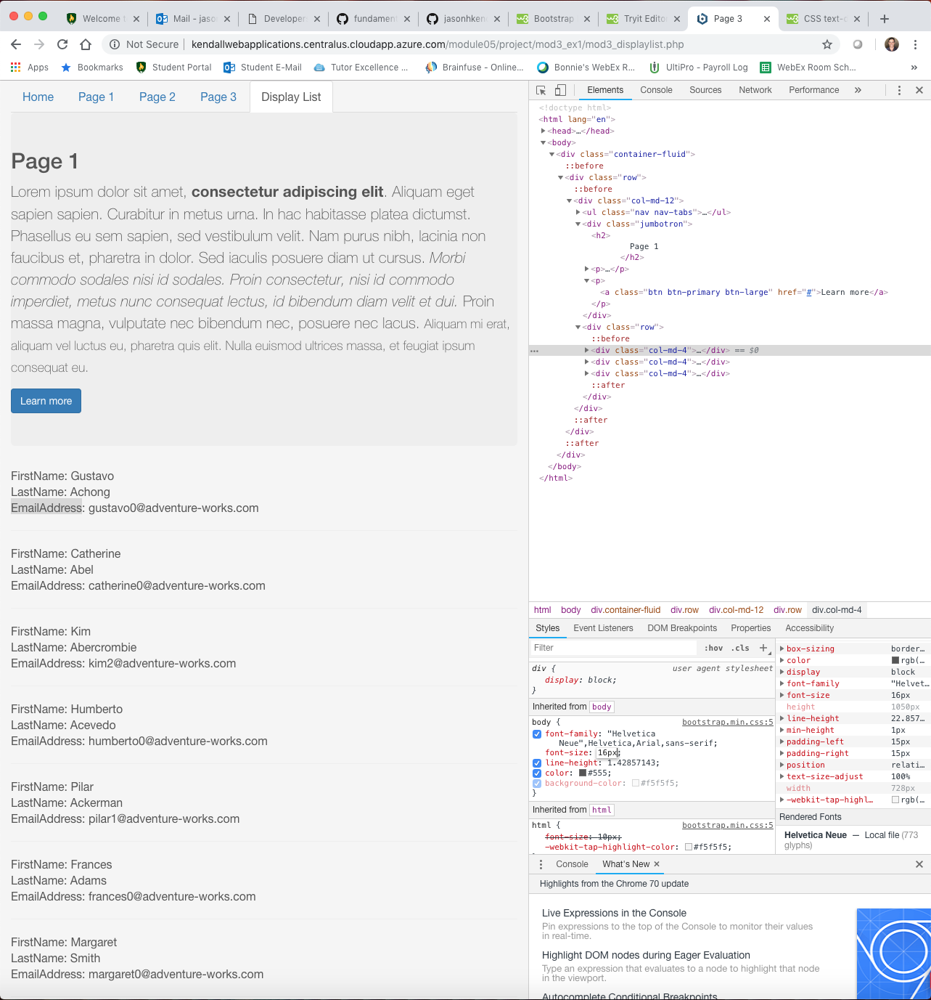 Welcome t
Mail - jaso
Developer
fundament
jasonhken
Bootstrap
Tryit Editor
Page 3
CSS text-c
Not Secure | kendallwebapplications.centralus.cloudapp.azure.com/module05/project/mod3_ex1/mod3_displaylist.php
Apps Bookmarks Student Portal Student E-Mail Tutor Excellence ... Brainfuse - Online... Bonnie's WebEx R... UltiPro - Payroll Log WebEx Room Sch... »
Home Page 1 Page 2 Page 3 Display List
Page 1
Lorem ipsum dolor sit amet, consectetur adipiscing elit. Aliquam eget
sapien sapien. Curabitur in metus urna. In hac habitasse platea dictumst.
Phasellus eu sem sapien, sed vestibulum velit. Nam purus nibh, lacinia non
faucibus et, pharetra in dolor. Sed iaculis posuere diam ut cursus. Morbi
commodo sodales nisi id sodales. Proin consectetur, nisi id commodo
imperdiet, metus nunc consequat lectus, id bibendum diam velit et dui. Proin
massa magna, vulputate nec bibendum nec, posuere nec lacus. Aliquam mi erat,
aliquam vel luctus eu, pharetra quis elit. Nulla euismod ultrices massa, et feugiat ipsum
consequat eu.
Learn more
FirstName: Gustavo
LastName: Achong
EmailAddress: gustavo0@adventure-works.com
FirstName: Catherine
LastName: Abel
EmailAddress: catherine0@adventure-works.com
FirstName: Kim
LastName: Abercrombie
EmailAddress: kim2@adventure-works.com
FirstName: Humberto
LastName: Acevedo
EmailAddress: humberto0@adventure-works.com
FirstName: Pilar
LastName: Ackerman
EmailAddress: pilar1@adventure-works.com
FirstName: Frances
LastName: Adams
EmailAddress: frances0@adventure-works.com
FirstName: Margaret
LastName: Smith
EmailAddress: margaret0@adventure-works.com
Elements Console Sources Network Performance »
<!doctype html>
<html lang="en">
<head>…</head>
<body>
<div class="container-fluid">
::before
<div class="row">
::before
<div class="col-md-12">
<ul class="nav nav-tabs">…</ul>
<div class="jumbotron">
<h2>
Page 1
</h2>
<p>…</p>
<p>
<a class="btn btn-primary btn-large" href="#">Learn more</a>
</p>
</div>
<div class="row">
::before
<div class="col-md-4">…</div> == $0
<div class="col-md-4">…</div>
<div class="col-md-4">…</div>
::after
</div>
</div>
::after
</div>
::after
</div>
</body>
</html>
html body div.container-fluid div.row div.col-md-12 div.row div.col-md-4
Styles Event Listeners DOM Breakpoints Properties Accessibility
Filter :hov .cls +
div { user agent stylesheet
display: block;
}
Inherited from body
body { bootstrap.min.css:5
font-family: "Helvetica
Neue",Helvetica,Arial,sans-serif;
font-size: 16px;
line-height: 1.42857143;
color: #555;
background-color: #f5f5f5;
}
Inherited from html
html { bootstrap.min.css:5
font-size: 10px;
-webkit-tap-highlight-color: #f5f5f5;
box-sizing border…
color rgb(…
display block
font-family "Helvet…
font-size 16px
height 1050px
line-height 22.857…
min-height 1px
padding-left 15px
padding-right 15px
position relati…
text-size-adjust 100%
width 728px
-webkit-tap-highl… rgb(…
Rendered Fonts
Helvetica Neue — Local file (773
glyphs)
Console What's New
Highlights from the Chrome 70 update
Live Expressions in the Console
Pin expressions to the top of the Console to monitor their values
in real-time.
Highlight DOM nodes during Eager Evaluation
Type an expression that evaluates to a node to highlight that node
in the viewport.
Autocomplete Conditional Breakpoints